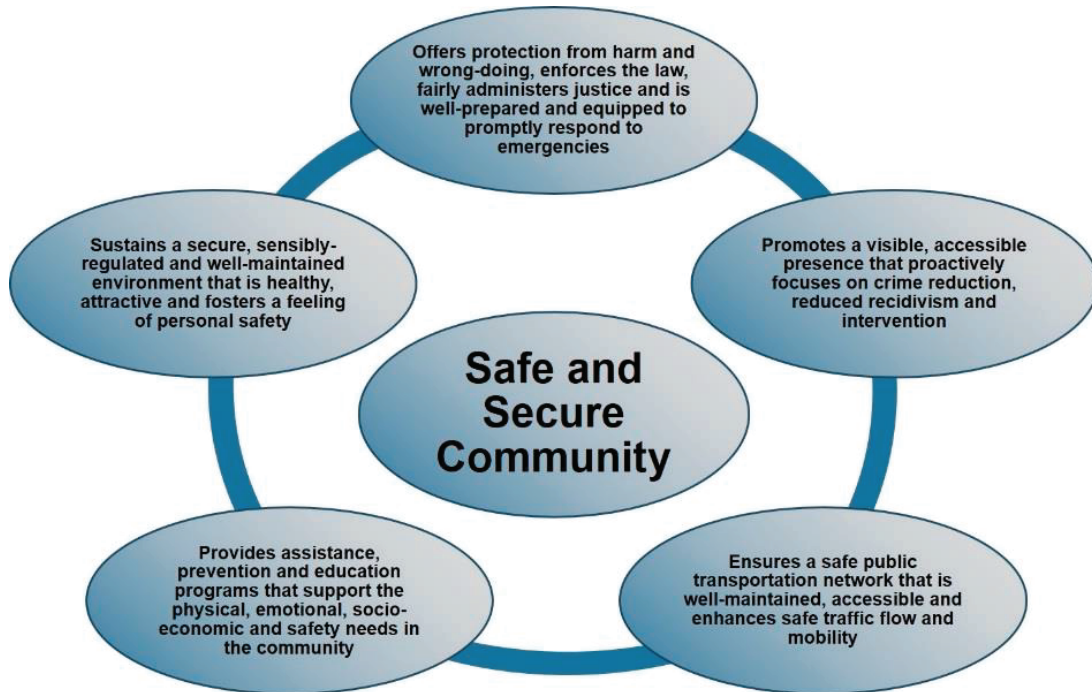 Offers protection from harm and
wrong-doing, enforces the law,
fairly administers justice and is
well-prepared and equipped to
promptly respond to
emergencies
Sustains a secure, sensibly-
regulated and well-maintained
environment that is healthy,
attractive and fosters a feeling
of personal safety
Promotes a visible, accessible
presence that proactively
focuses on crime reduction,
reduced recidivism and
intervention
Safe and
Secure
Community
Provides assistance,
prevention and education
programs that support the
physical, emotional, socio-
economic and safety needs in
the community
Ensures a safe public
transportation network that is
well-maintained, accessible and
enhances safe traffic flow and
mobility